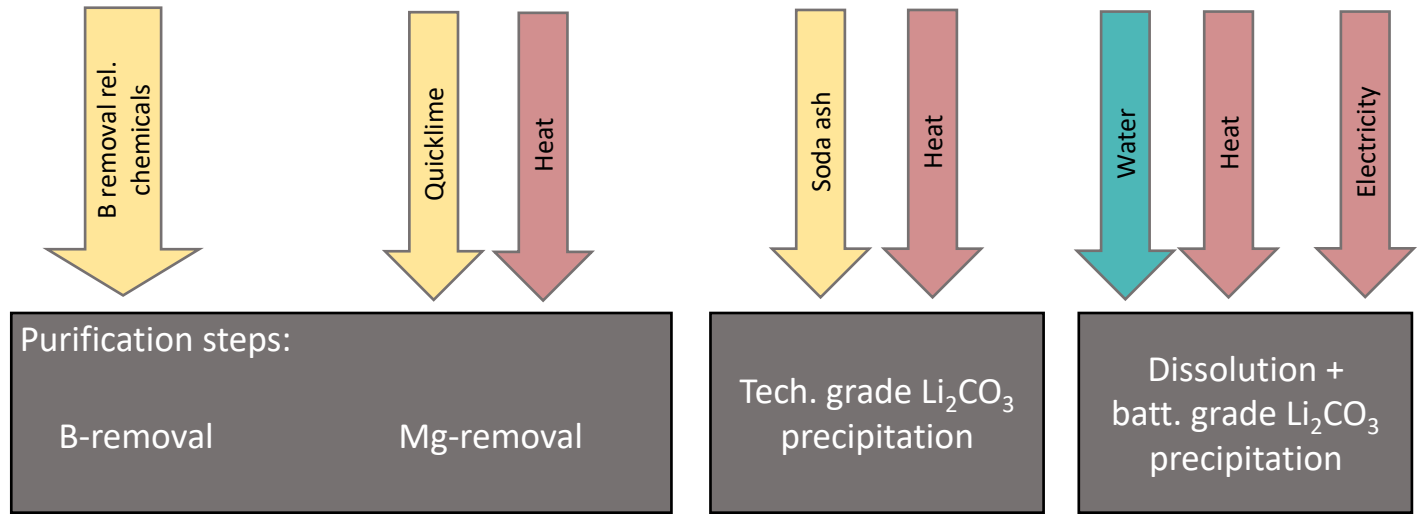 B removal rel.
chemicals
Quicklime
Heat
Soda ash
Heat
Water
Heat
Electricity
Purification steps:
B-removal
Mg-removal
Tech. grade Li₂CO₃
precipitation
Dissolution +
batt. grade Li₂CO₃
precipitation